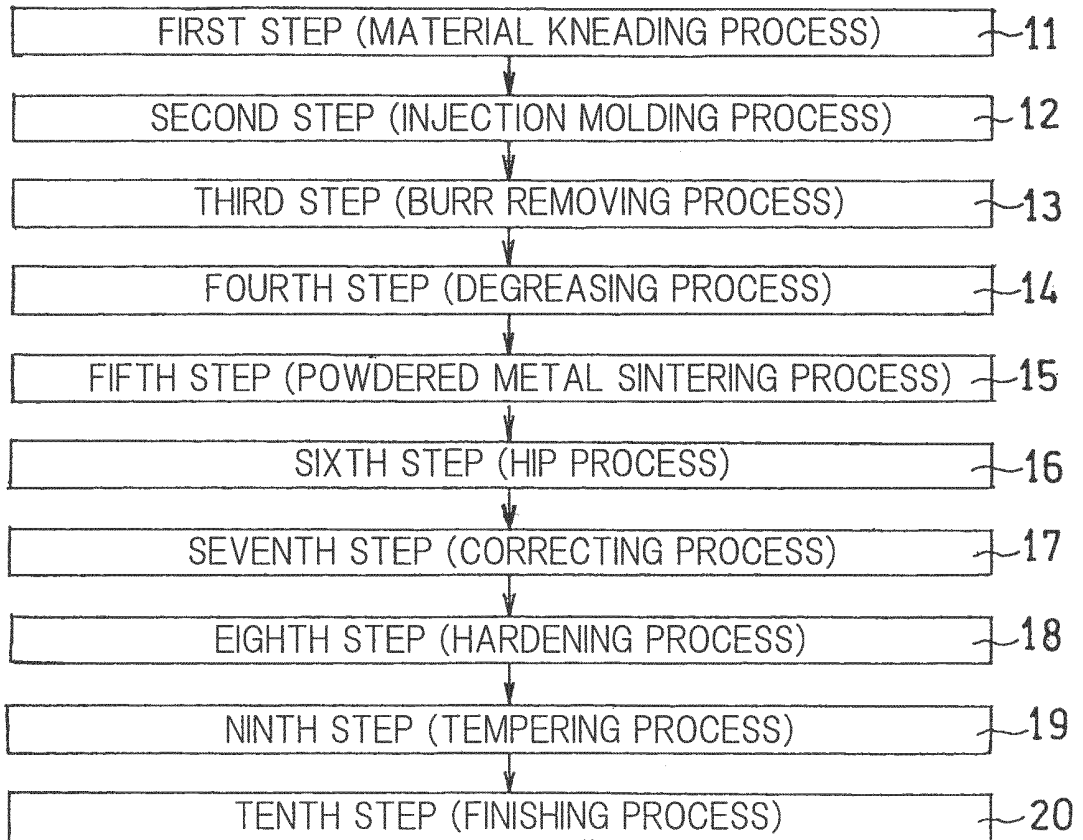 FIRST STEP (MATERIAL KNEADING PROCESS) 11
SECOND STEP (INJECTION MOLDING PROCESS) 12
THIRD STEP (BURR REMOVING PROCESS) 13
FOURTH STEP (DEGREASING PROCESS) 14
FIFTH STEP (POWDERED METAL SINTERING PROCESS) 15
SIXTH STEP (HIP PROCESS) 16
SEVENTH STEP (CORRECTING PROCESS) 17
EIGHTH STEP (HARDENING PROCESS) 18
NINTH STEP (TEMPERING PROCESS) 19
TENTH STEP (FINISHING PROCESS) 20